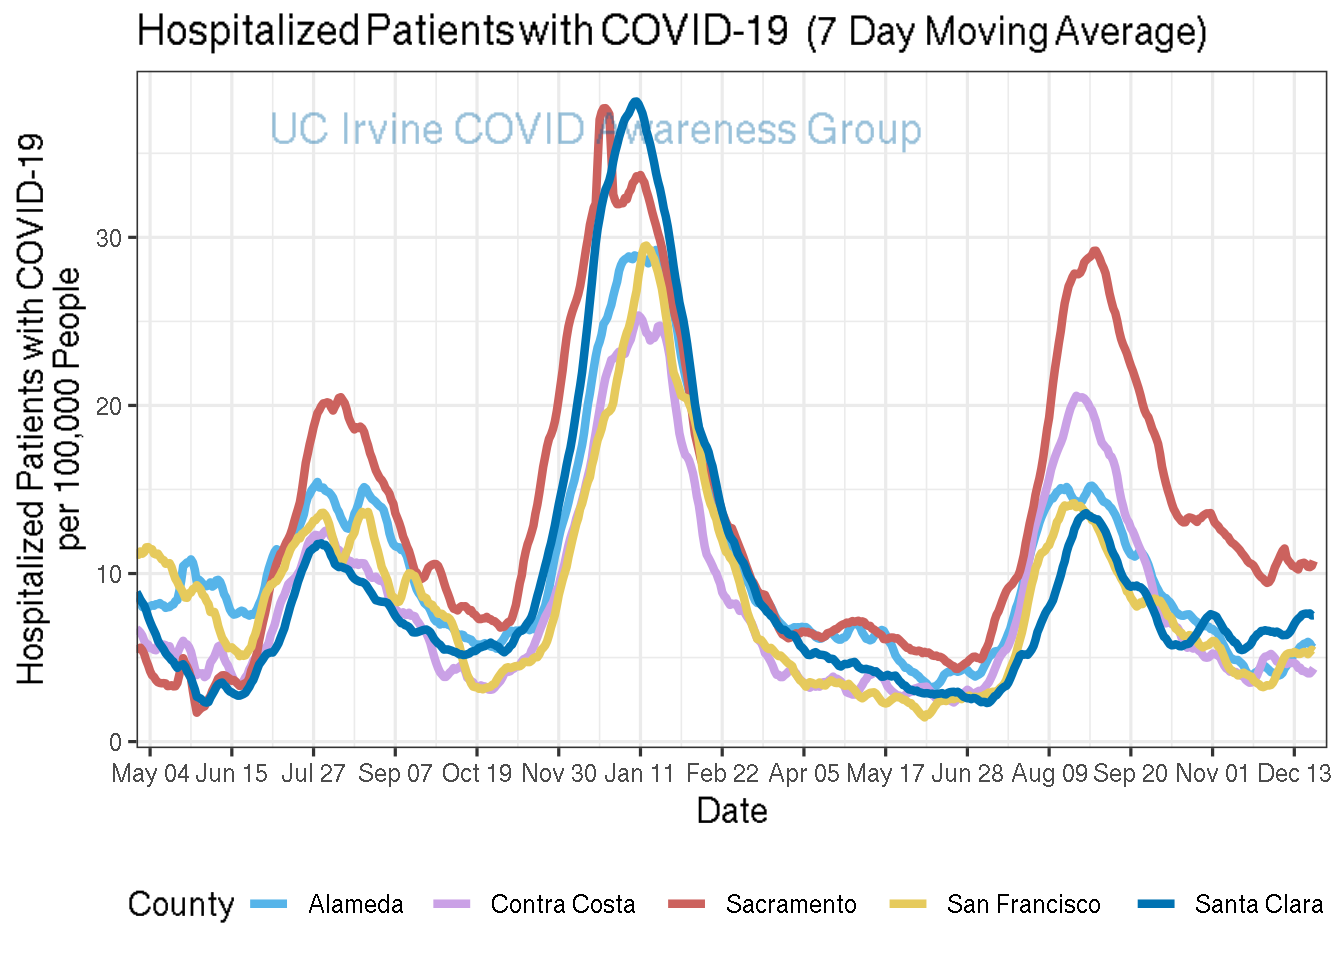 Hospitalized Patients with COVID-19 (7 Day Moving Average)
UC Irvine COVID Awareness Group
Hospitalized Patients with COVID-19
per 100,000 People
30
20
10
0
May 04 Jun 15 Jul 27 Sep 07 Oct 19 Nov 30 Jan 11 Feb 22 Apr 05 May 17 Jun 28 Aug 09 Sep 20 Nov 01 Dec 13
Date
County Alameda Contra Costa Sacramento San Francisco Santa Clara